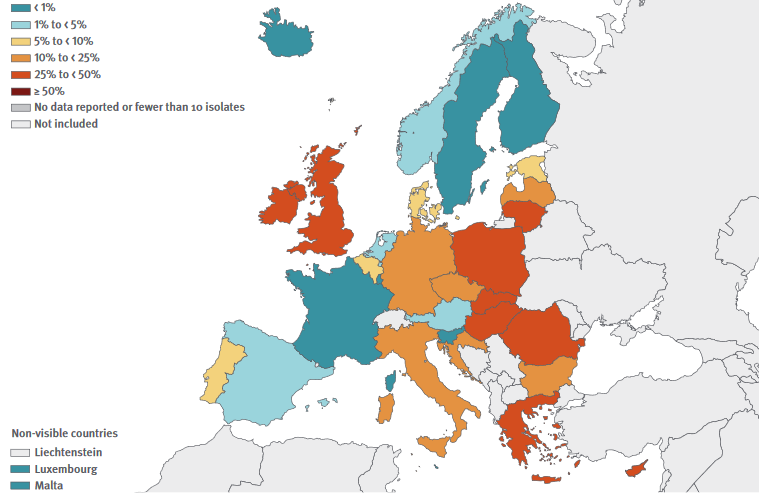 < 1%
1% to < 5%
5% to < 10%
10% to < 25%
25% to < 50%
≥ 50%
No data reported or fewer than 10 isolates
Not included
Non-visible countries
Liechtenstein
Luxembourg
Malta